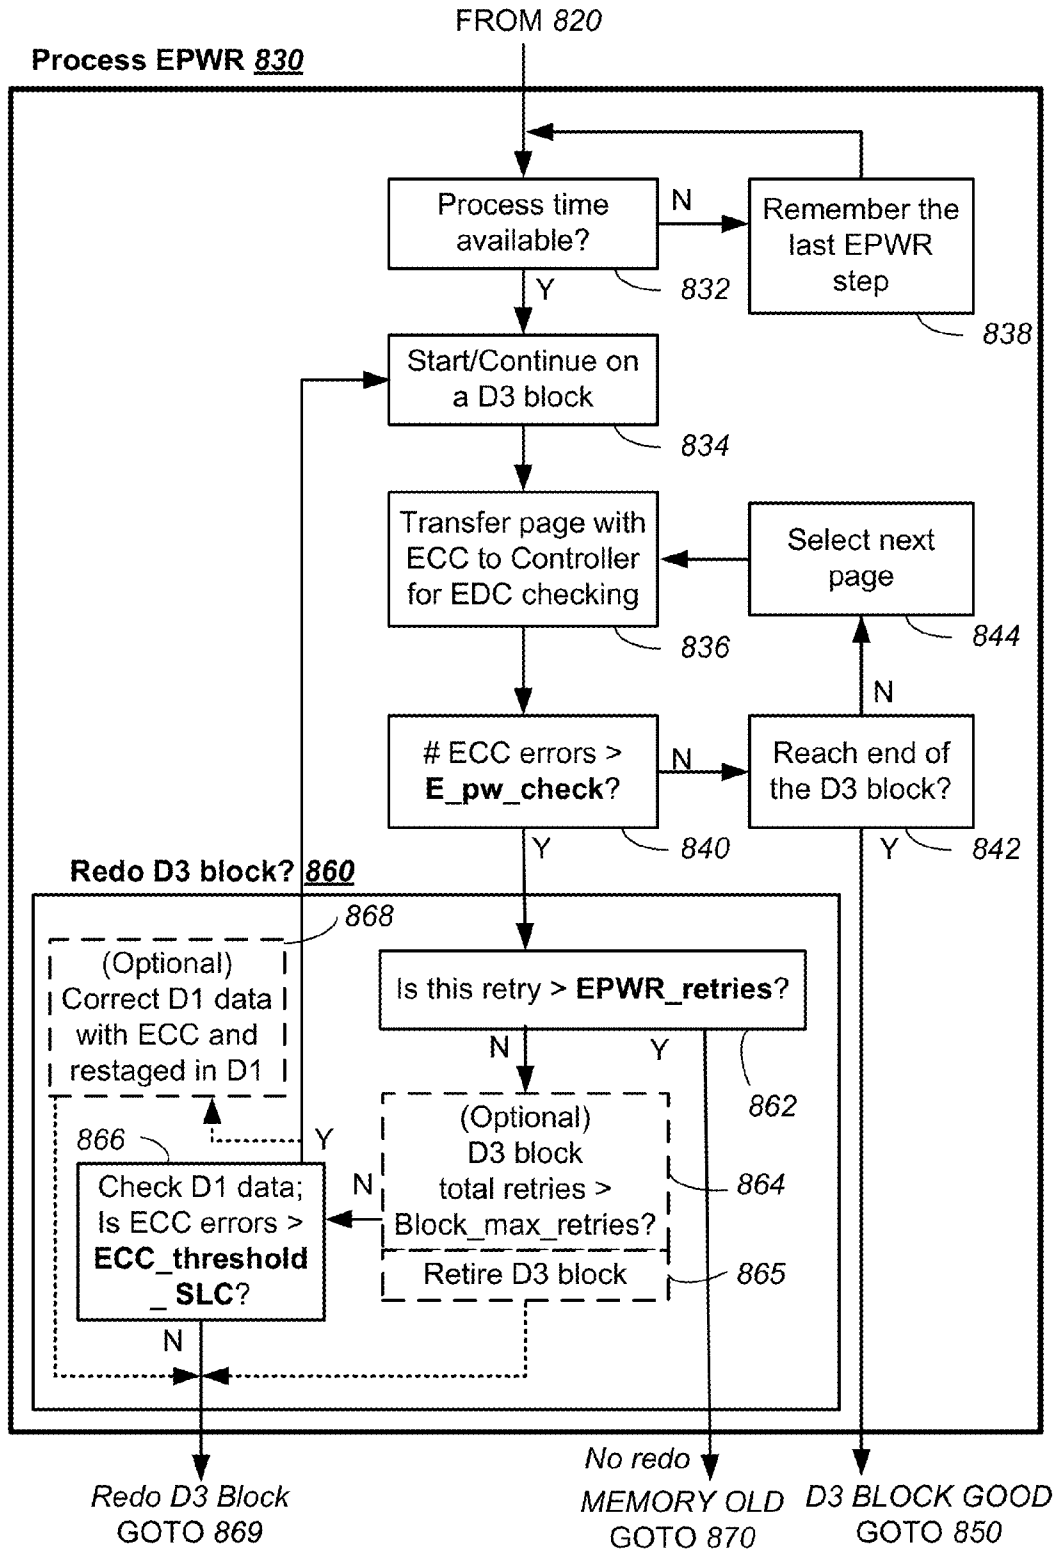 FROM 820
Process EPWR 830
Process time
available?
N
Remember the
last EPWR
step
832
838
Y
Start/Continue on
a D3 block
834
Transfer page with
ECC to Controller
for EDC checking
836
Select next
page
844
N
# ECC errors >
E_pw_check?
N
Reach end of
the D3 block?
840
842
Y
Y
Redo D3 block? 860
868
(Optional)
Correct D1 data
with ECC and
restaged in D1
Is this retry > EPWR_retries?
N
Y
862
866
Y
(Optional)
D3 block
total retries >
Block_max_retries?
864
N
Check D1 data;
Is ECC errors >
ECC_threshold
_ SLC?
Retire D3 block
865
N
Redo D3 Block
GOTO 869
No redo
MEMORY OLD
GOTO 870
D3 BLOCK GOOD
GOTO 850